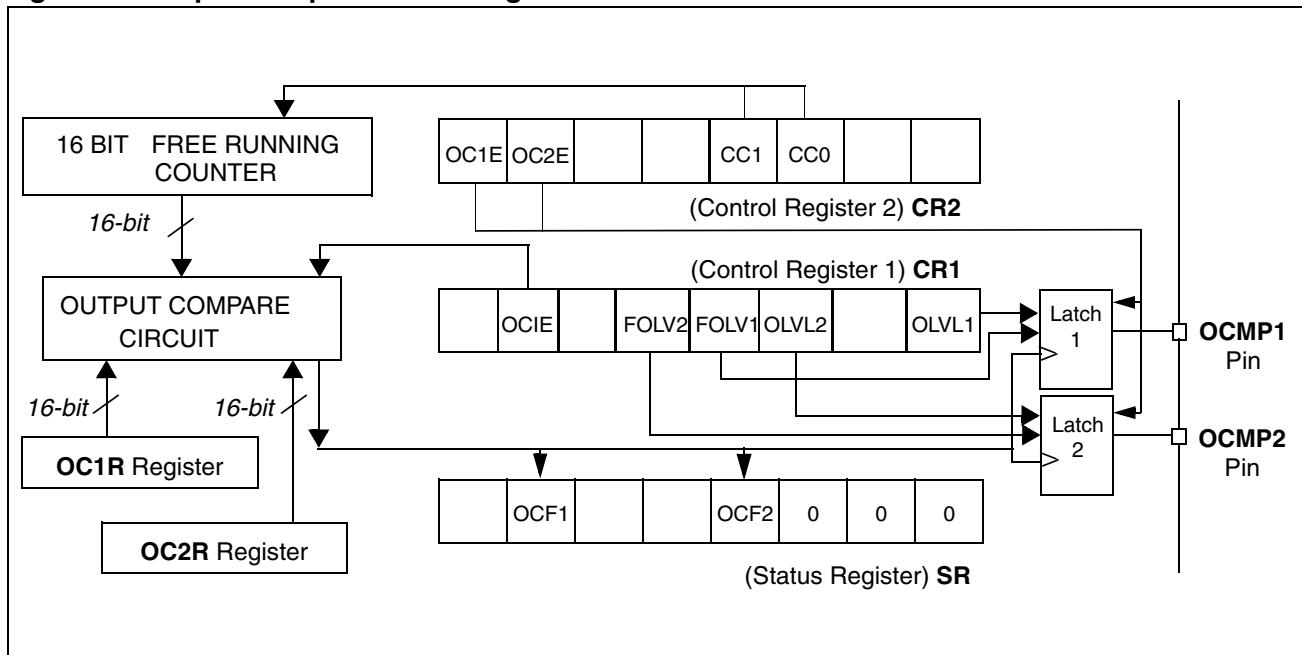 16 BIT FREE RUNNING
COUNTER
16-bit
OC1E OC2E CC1 CC0
(Control Register 2) CR2
(Control Register 1) CR1
OUTPUT COMPARE
CIRCUIT
OCIE FOLV2 FOLV1 OLVL2 OLVL1
Latch
1
OCMP1
Pin
16-bit 16-bit
Latch
2
OCMP2
Pin
OC1R Register
OCF1 OCF2 0 0 0
OC2R Register
(Status Register) SR